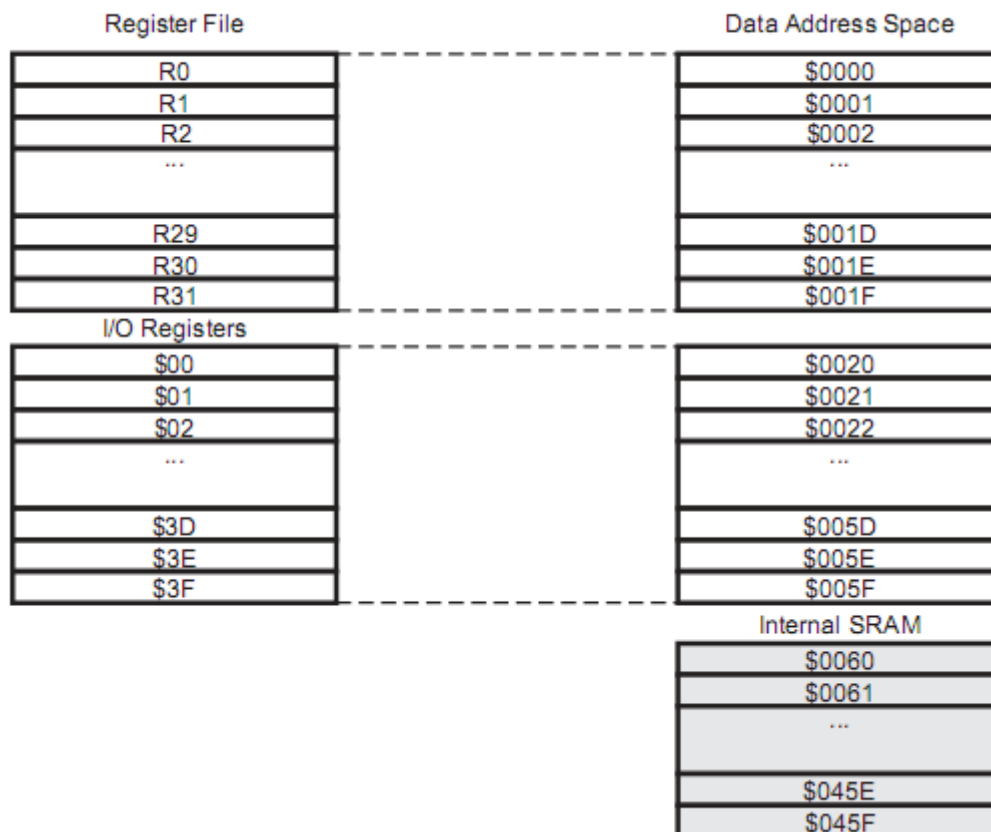 Register File
Data Address Space
R0
$0000
R1
$0001
R2
$0002
...
...
R29
$001D
R30
$001E
R31
$001F
I/O Registers
$00
$0020
$01
$0021
$02
$0022
...
...
$3D
$005D
$3E
$005E
$3F
$005F
Internal SRAM
$0060
$0061
...
$045E
$045F